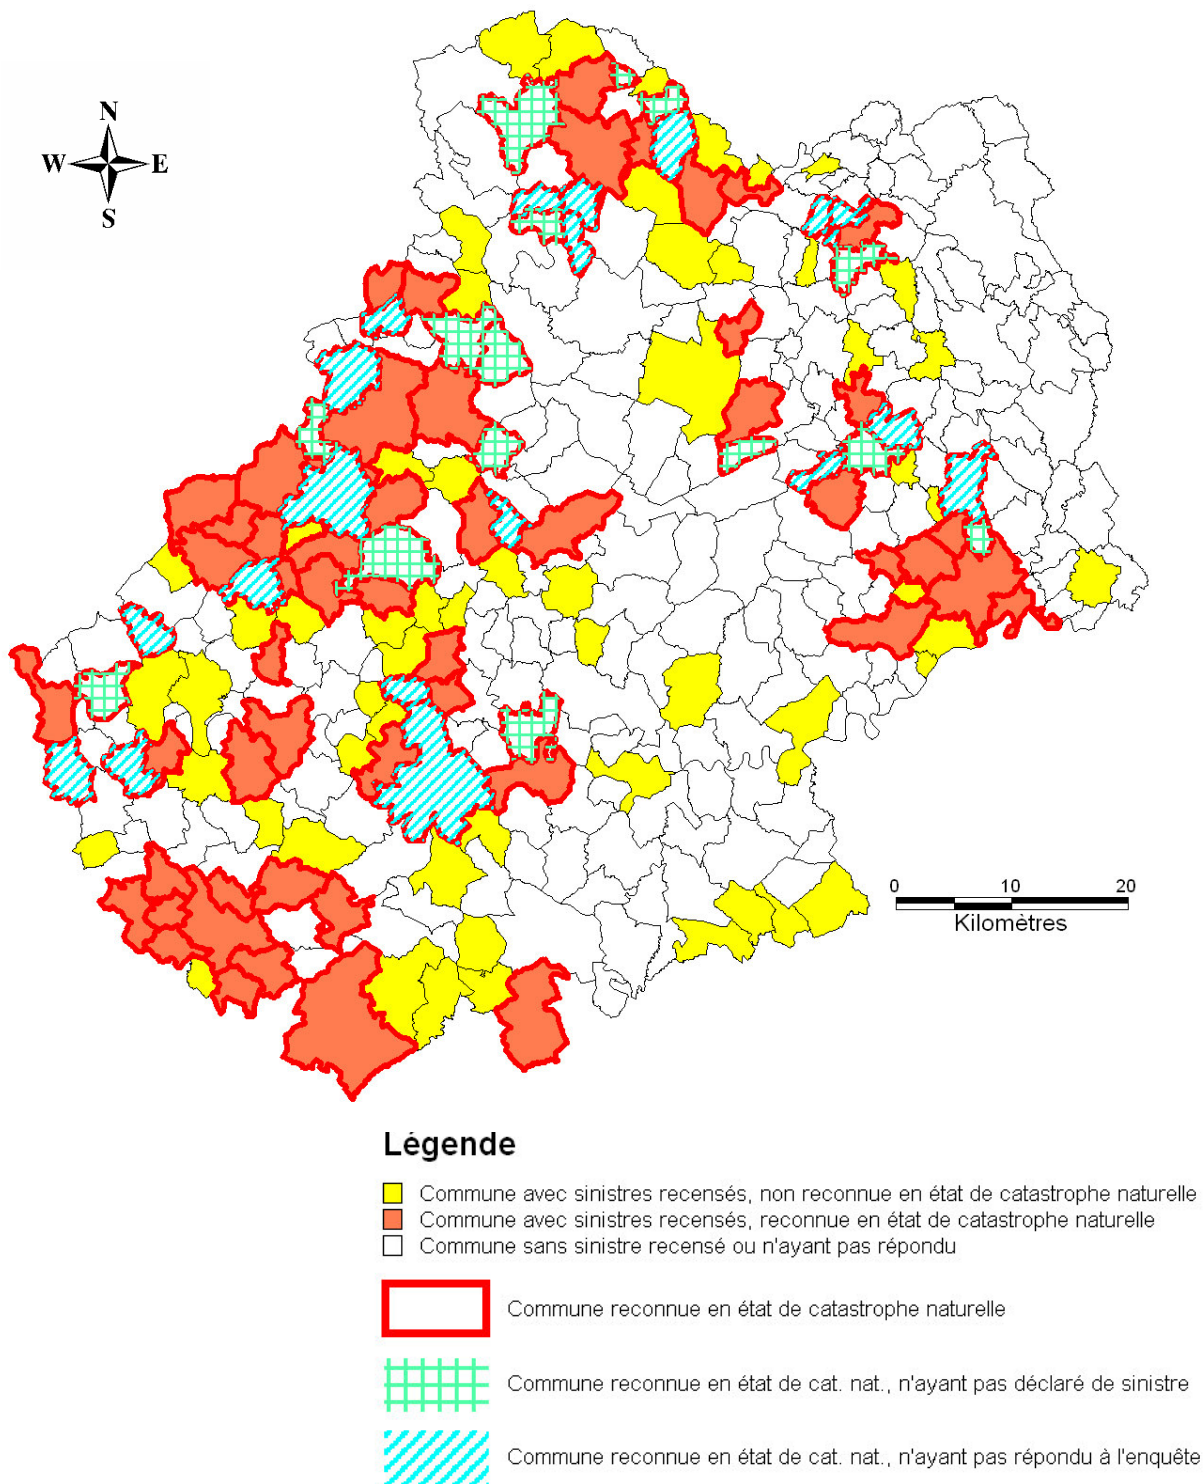 N
W E
S
0 10 20
Kilomètres
Légende
Commune avec sinistres recensés, non reconnue en état de catastrophe naturelle
Commune avec sinistres recensés, reconnue en état de catastrophe naturelle
Commune sans sinistre recensé ou n'ayant pas répondu
Commune reconnue en état de catastrophe naturelle
Commune reconnue en état de cat. nat., n'ayant pas déclaré de sinistre
Commune reconnue en état de cat. nat., n'ayant pas répondu à l'enquête